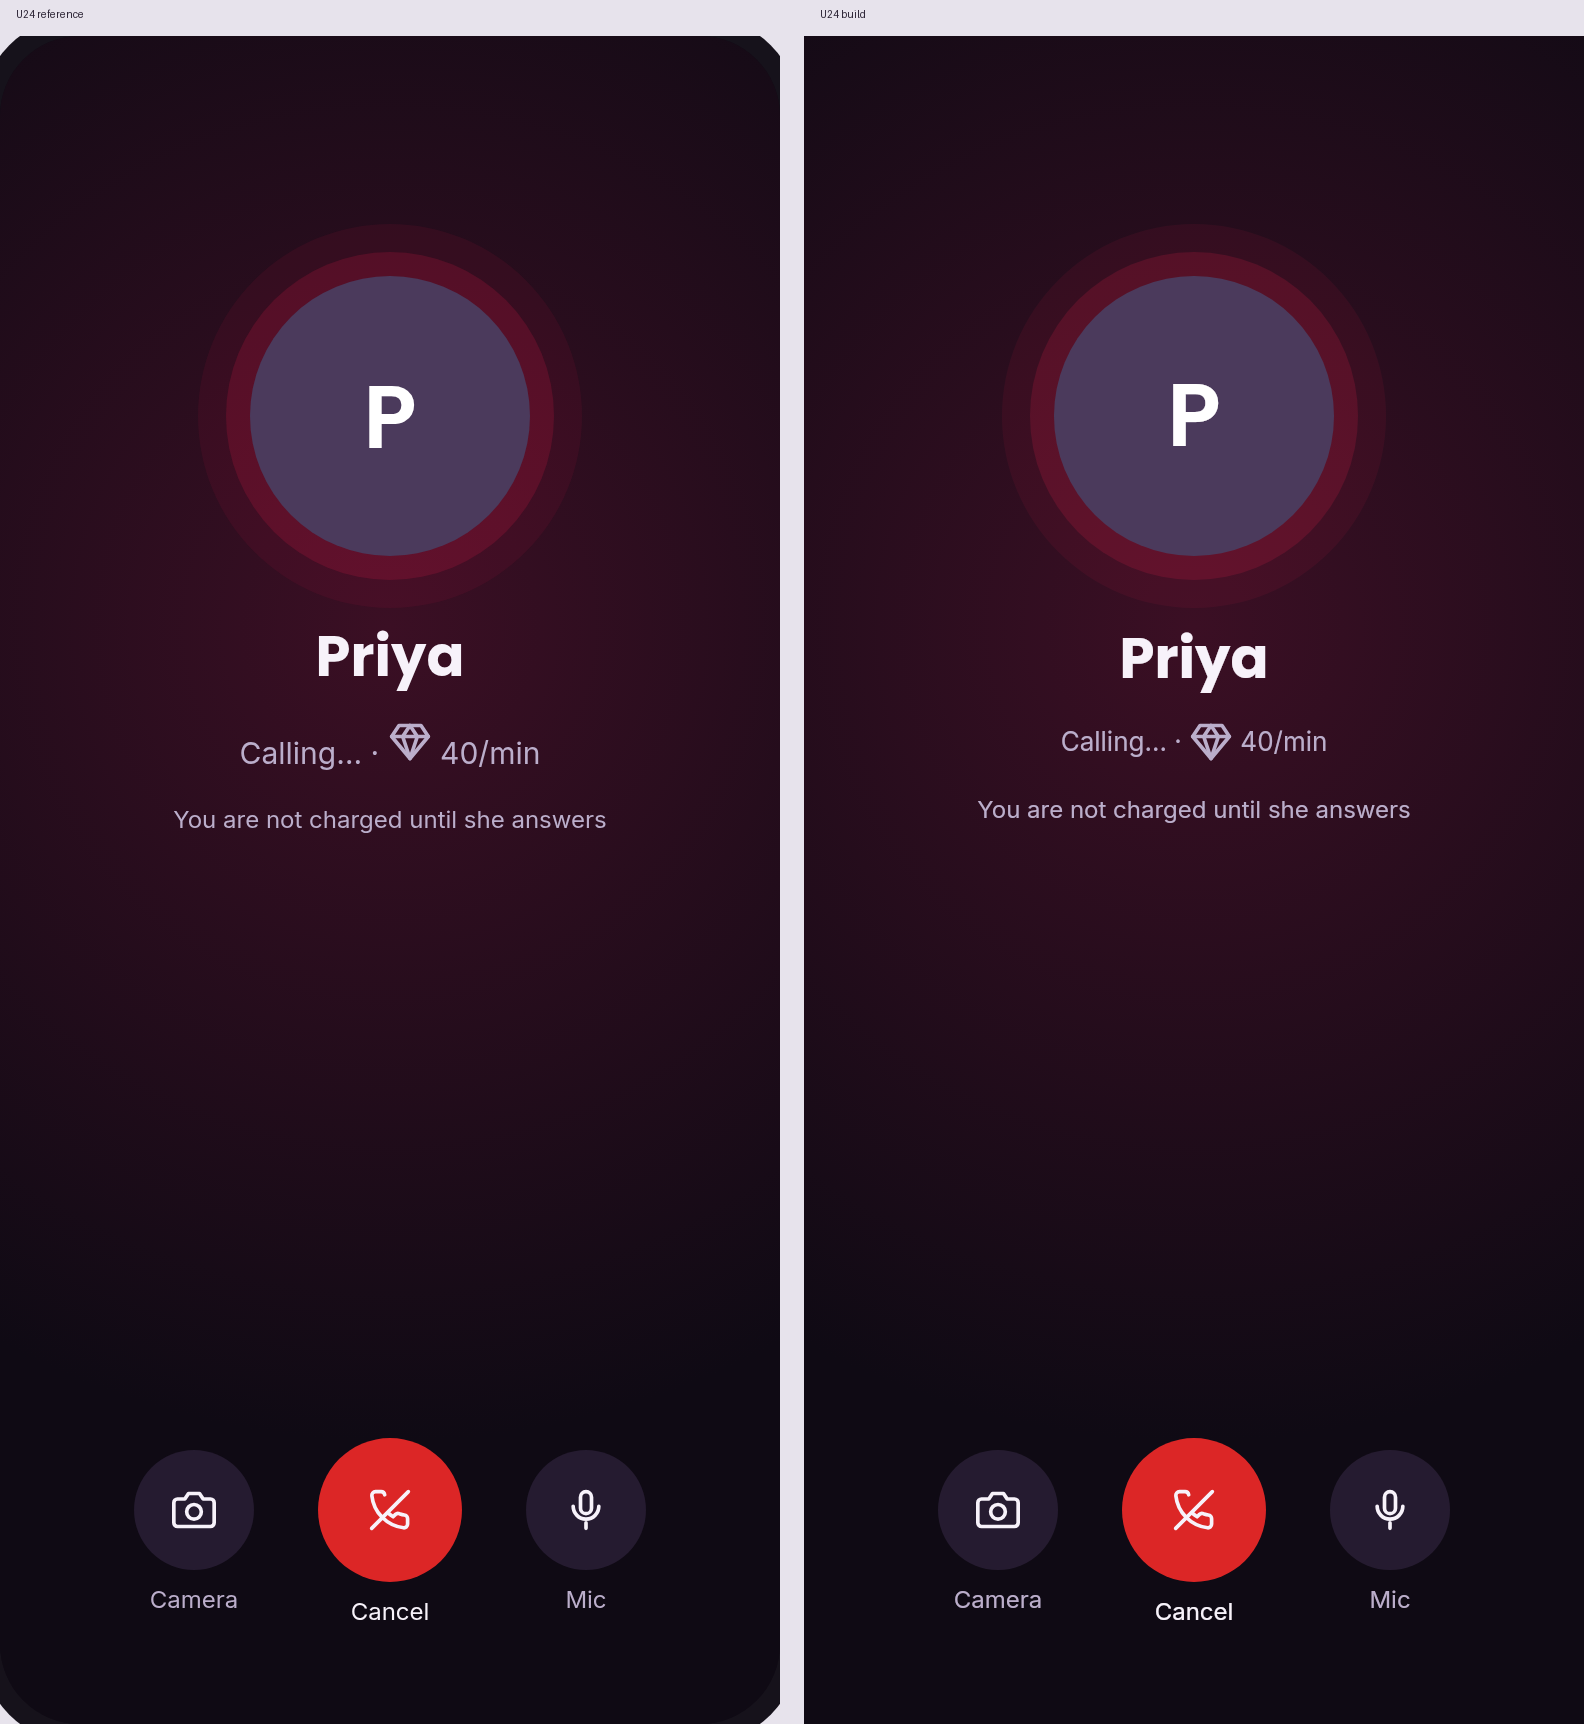 U24 reference
P
Priya
Calling... · 40/min
You are not charged until she answers
Camera
Cancel
Mic
U24 build
P
Priya
Calling... · 40/min
You are not charged until she answers
Camera
Cancel
Mic